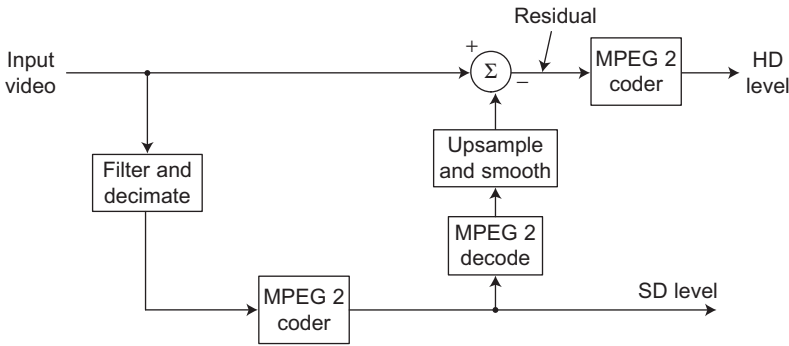 Residual
Input
video
+
Σ
−
MPEG 2
coder
HD
level
Filter and
decimate
Upsample
and smooth
MPEG 2
decode
MPEG 2
coder
SD level